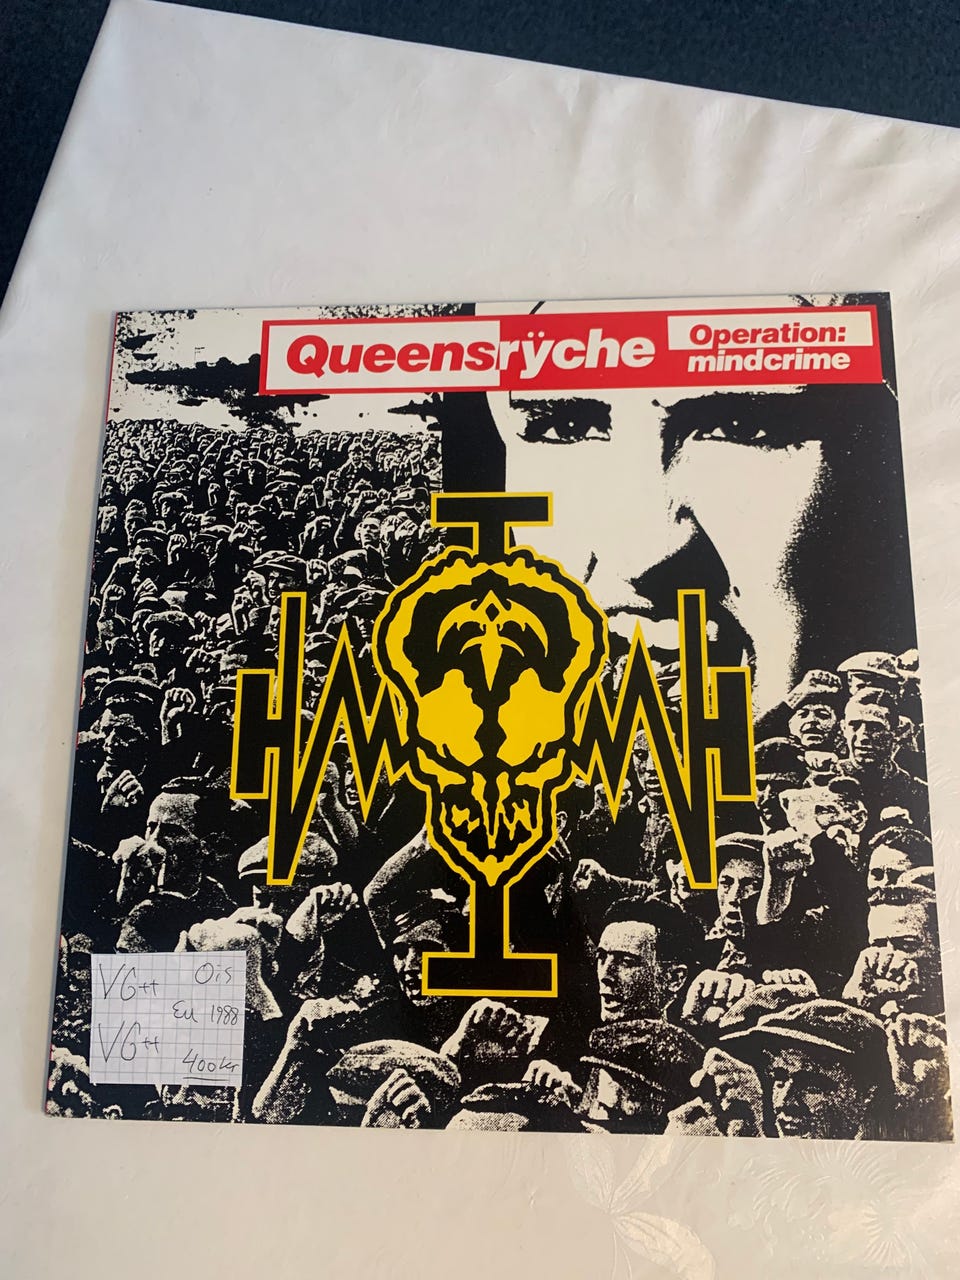 Queensrÿche
Operation:
mindcrime
VG++ Ois
EU 1988
VG++
400kr